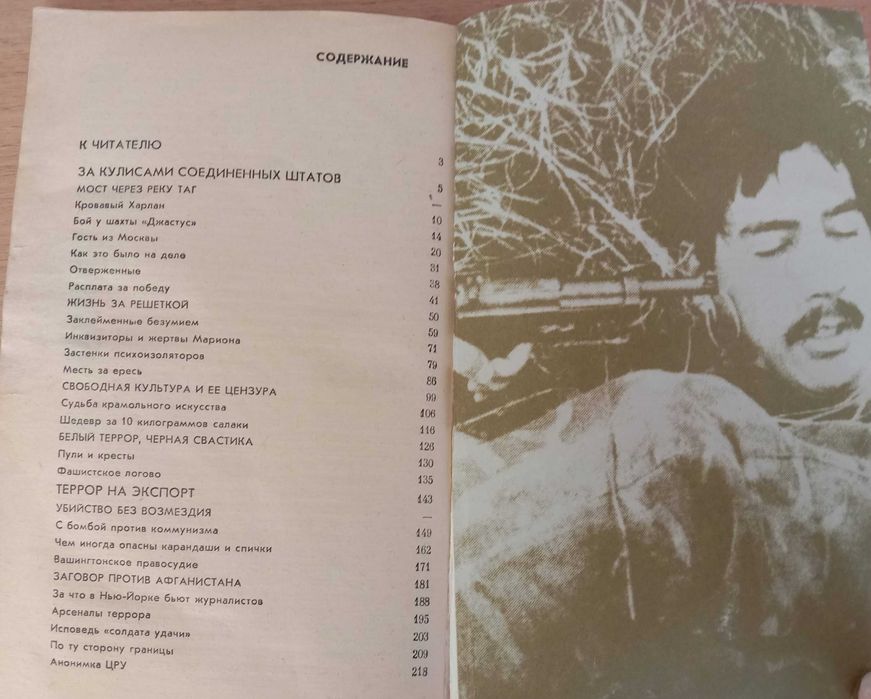 СОДЕРЖАНИЕ
К ЧИТАТЕЛЮ 3
ЗА КУЛИСАМИ СОЕДИНЕННЫХ ШТАТОВ 5
МОСТ ЧЕРЕЗ РЕКУ ТАГ —
Кровавый Харлан 10
Бой у шахты «Джастус» 14
Гость из Москвы 20
Как это было на деле 31
Отверженные 38
Расплата за победу 41
ЖИЗНЬ ЗА РЕШЕТКОЙ 50
Заклейменные безумием 59
Инквизиторы и жертвы Мариона 71
Застенки психоизоляторов 79
Месть за ересь 86
СВОБОДНАЯ КУЛЬТУРА И ЕЕ ЦЕНЗУРА 99
Судьба крамольного искусства 106
Шедевр за 10 килограммов салаки 116
БЕЛЫЙ ТЕРРОР, ЧЕРНАЯ СВАСТИКА 126
Пули и кресты 130
Фашистское логово 135
ТЕРРОР НА ЭКСПОРТ 143
УБИЙСТВО БЕЗ ВОЗМЕЗДИЯ —
С бомбой против коммунизма 149
Чем иногда опасны карандаши и спички 162
Вашингтонское правосудие 171
ЗАГОВОР ПРОТИВ АФГАНИСТАНА 181
За что в Нью-Йорке бьют журналистов 188
Арсеналы террора 195
Исповедь «солдата удачи» 203
По ту сторону границы 209
Анонимка ЦРУ 218